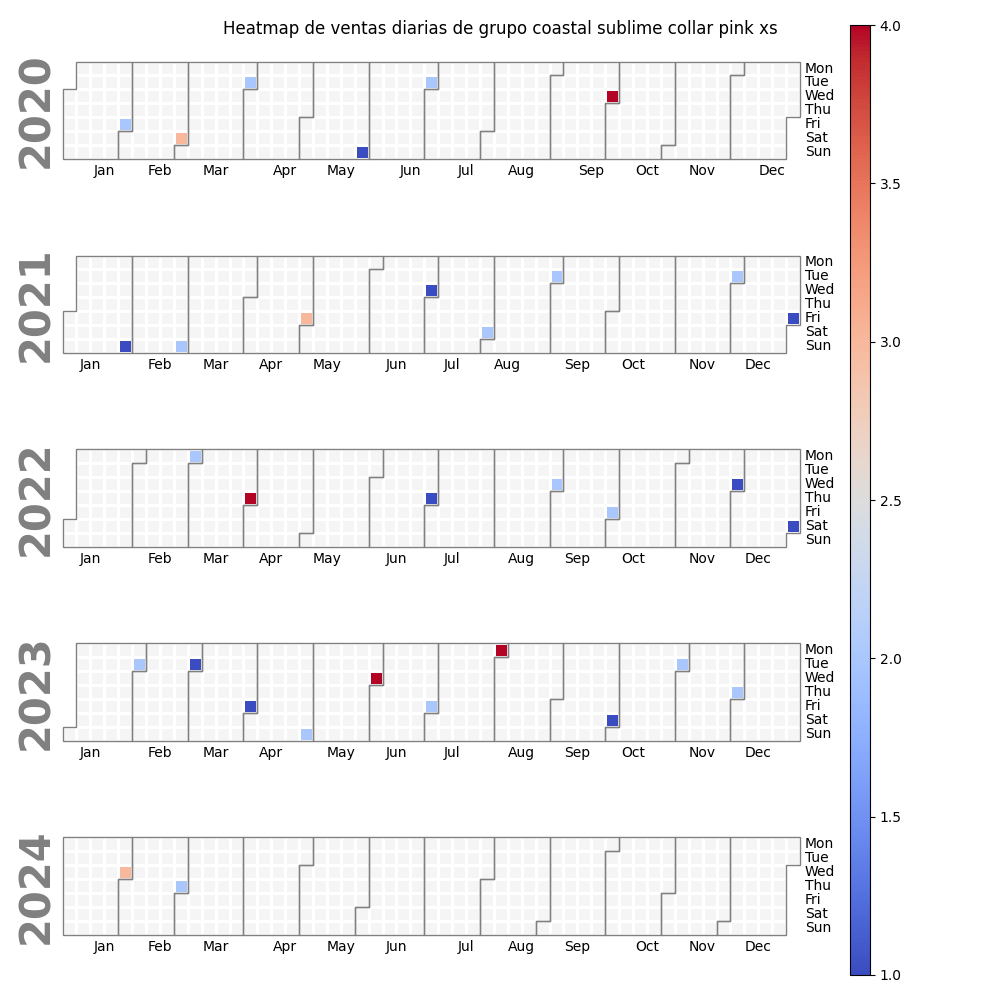 Heatmap de ventas diarias de grupo coastal sublime collar pink xs
2020
Mon
Tue
Wed
Thu
Fri
Sat
Sun
Jan Feb Mar Apr May Jun Jul Aug Sep Oct Nov Dec
2021
Mon
Tue
Wed
Thu
Fri
Sat
Sun
Jan Feb Mar Apr May Jun Jul Aug Sep Oct Nov Dec
2022
Mon
Tue
Wed
Thu
Fri
Sat
Sun
Jan Feb Mar Apr May Jun Jul Aug Sep Oct Nov Dec
2023
Mon
Tue
Wed
Thu
Fri
Sat
Sun
Jan Feb Mar Apr May Jun Jul Aug Sep Oct Nov Dec
2024
Mon
Tue
Wed
Thu
Fri
Sat
Sun
Jan Feb Mar Apr May Jun Jul Aug Sep Oct Nov Dec
4.0
3.5
3.0
2.5
2.0
1.5
1.0